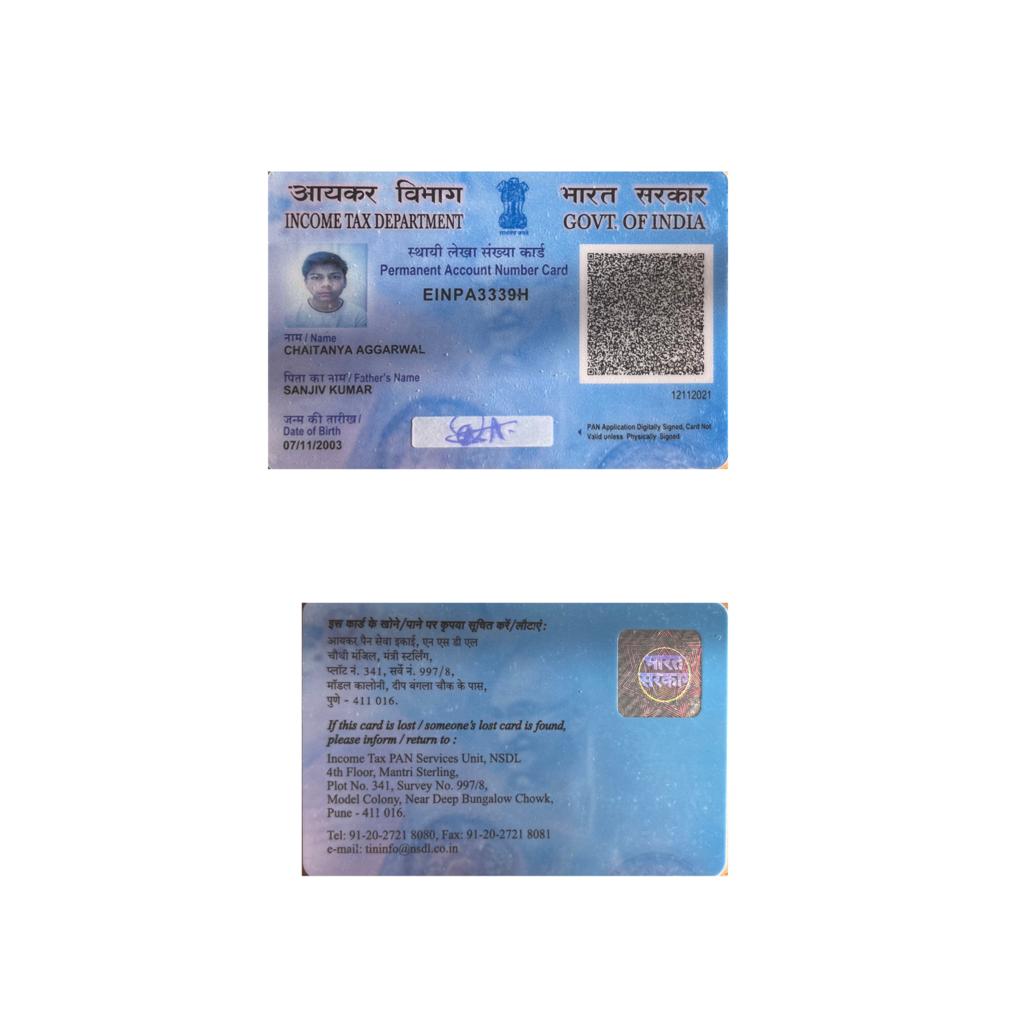 आयकर विभाग
INCOME TAX DEPARTMENT
सत्यमेव जयते
भारत सरकार
GOVT. OF INDIA
स्थायी लेखा संख्या कार्ड
Permanent Account Number Card
EINPA3339H
नाम / Name
CHAITANYA AGGARWAL
पिता का नाम / Father's Name
SANJIV KUMAR
जन्म की तारीख /
Date of Birth
07/11/2003
12112021
PAN Application Digitally Signed, Card Not
Valid unless Physically Signed
इस कार्ड के खोने/पाने पर कृपया सूचित करें/लौटाएं :
आयकर पैन सेवा इकाई, एन एस डी एल
चौथी मंजिल, मंत्री स्टर्लिंग,
प्लॉट नं. 341, सर्वे नं. 997/8,
मॉडल कालोनी, दीप बंगला चौक के पास,
पुणे - 411 016.
If this card is lost / someone's lost card is found,
please inform / return to :
Income Tax PAN Services Unit, NSDL
4th Floor, Mantri Sterling,
Plot No. 341, Survey No. 997/8,
Model Colony, Near Deep Bungalow Chowk,
Pune - 411 016.
Tel: 91-20-2721 8080, Fax: 91-20-2721 8081
e-mail: tininfo@nsdl.co.in
भारत
सरकार